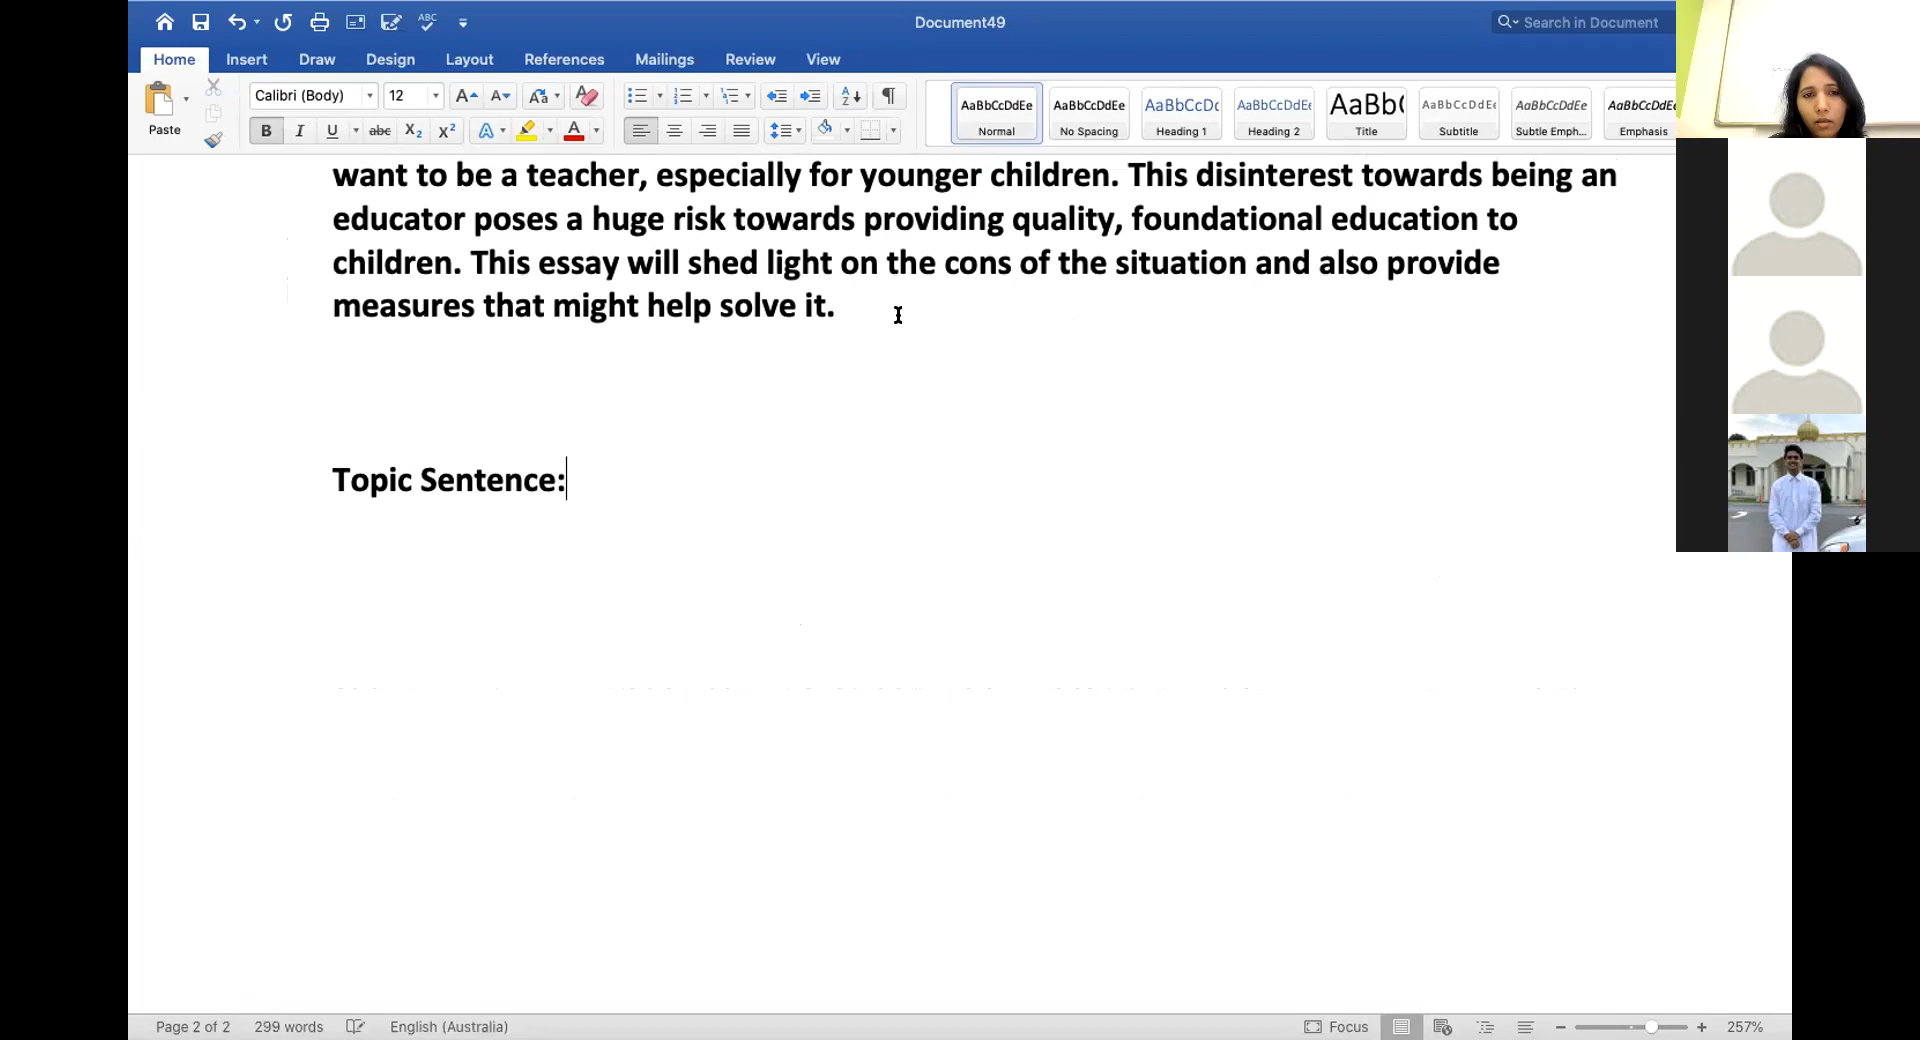 Document49
Search in Document
Home Insert Draw Design Layout References Mailings Review View
Paste
Calibri (Body) 12
AaBbCcDdEe AaBbCcDdEe AaBbCcDc AaBbCcDdEe AaBb( AaBbCcDdEe AaBbCcDdEe AaBbCcDdEe
Normal No Spacing Heading 1 Heading 2 Title Subtitle Subtle Emph... Emphasis
want to be a teacher, especially for younger children. This disinterest towards being an
educator poses a huge risk towards providing quality, foundational education to
children. This essay will shed light on the cons of the situation and also provide
measures that might help solve it.
Topic Sentence:
Page 2 of 2 299 words English (Australia) Focus 257%